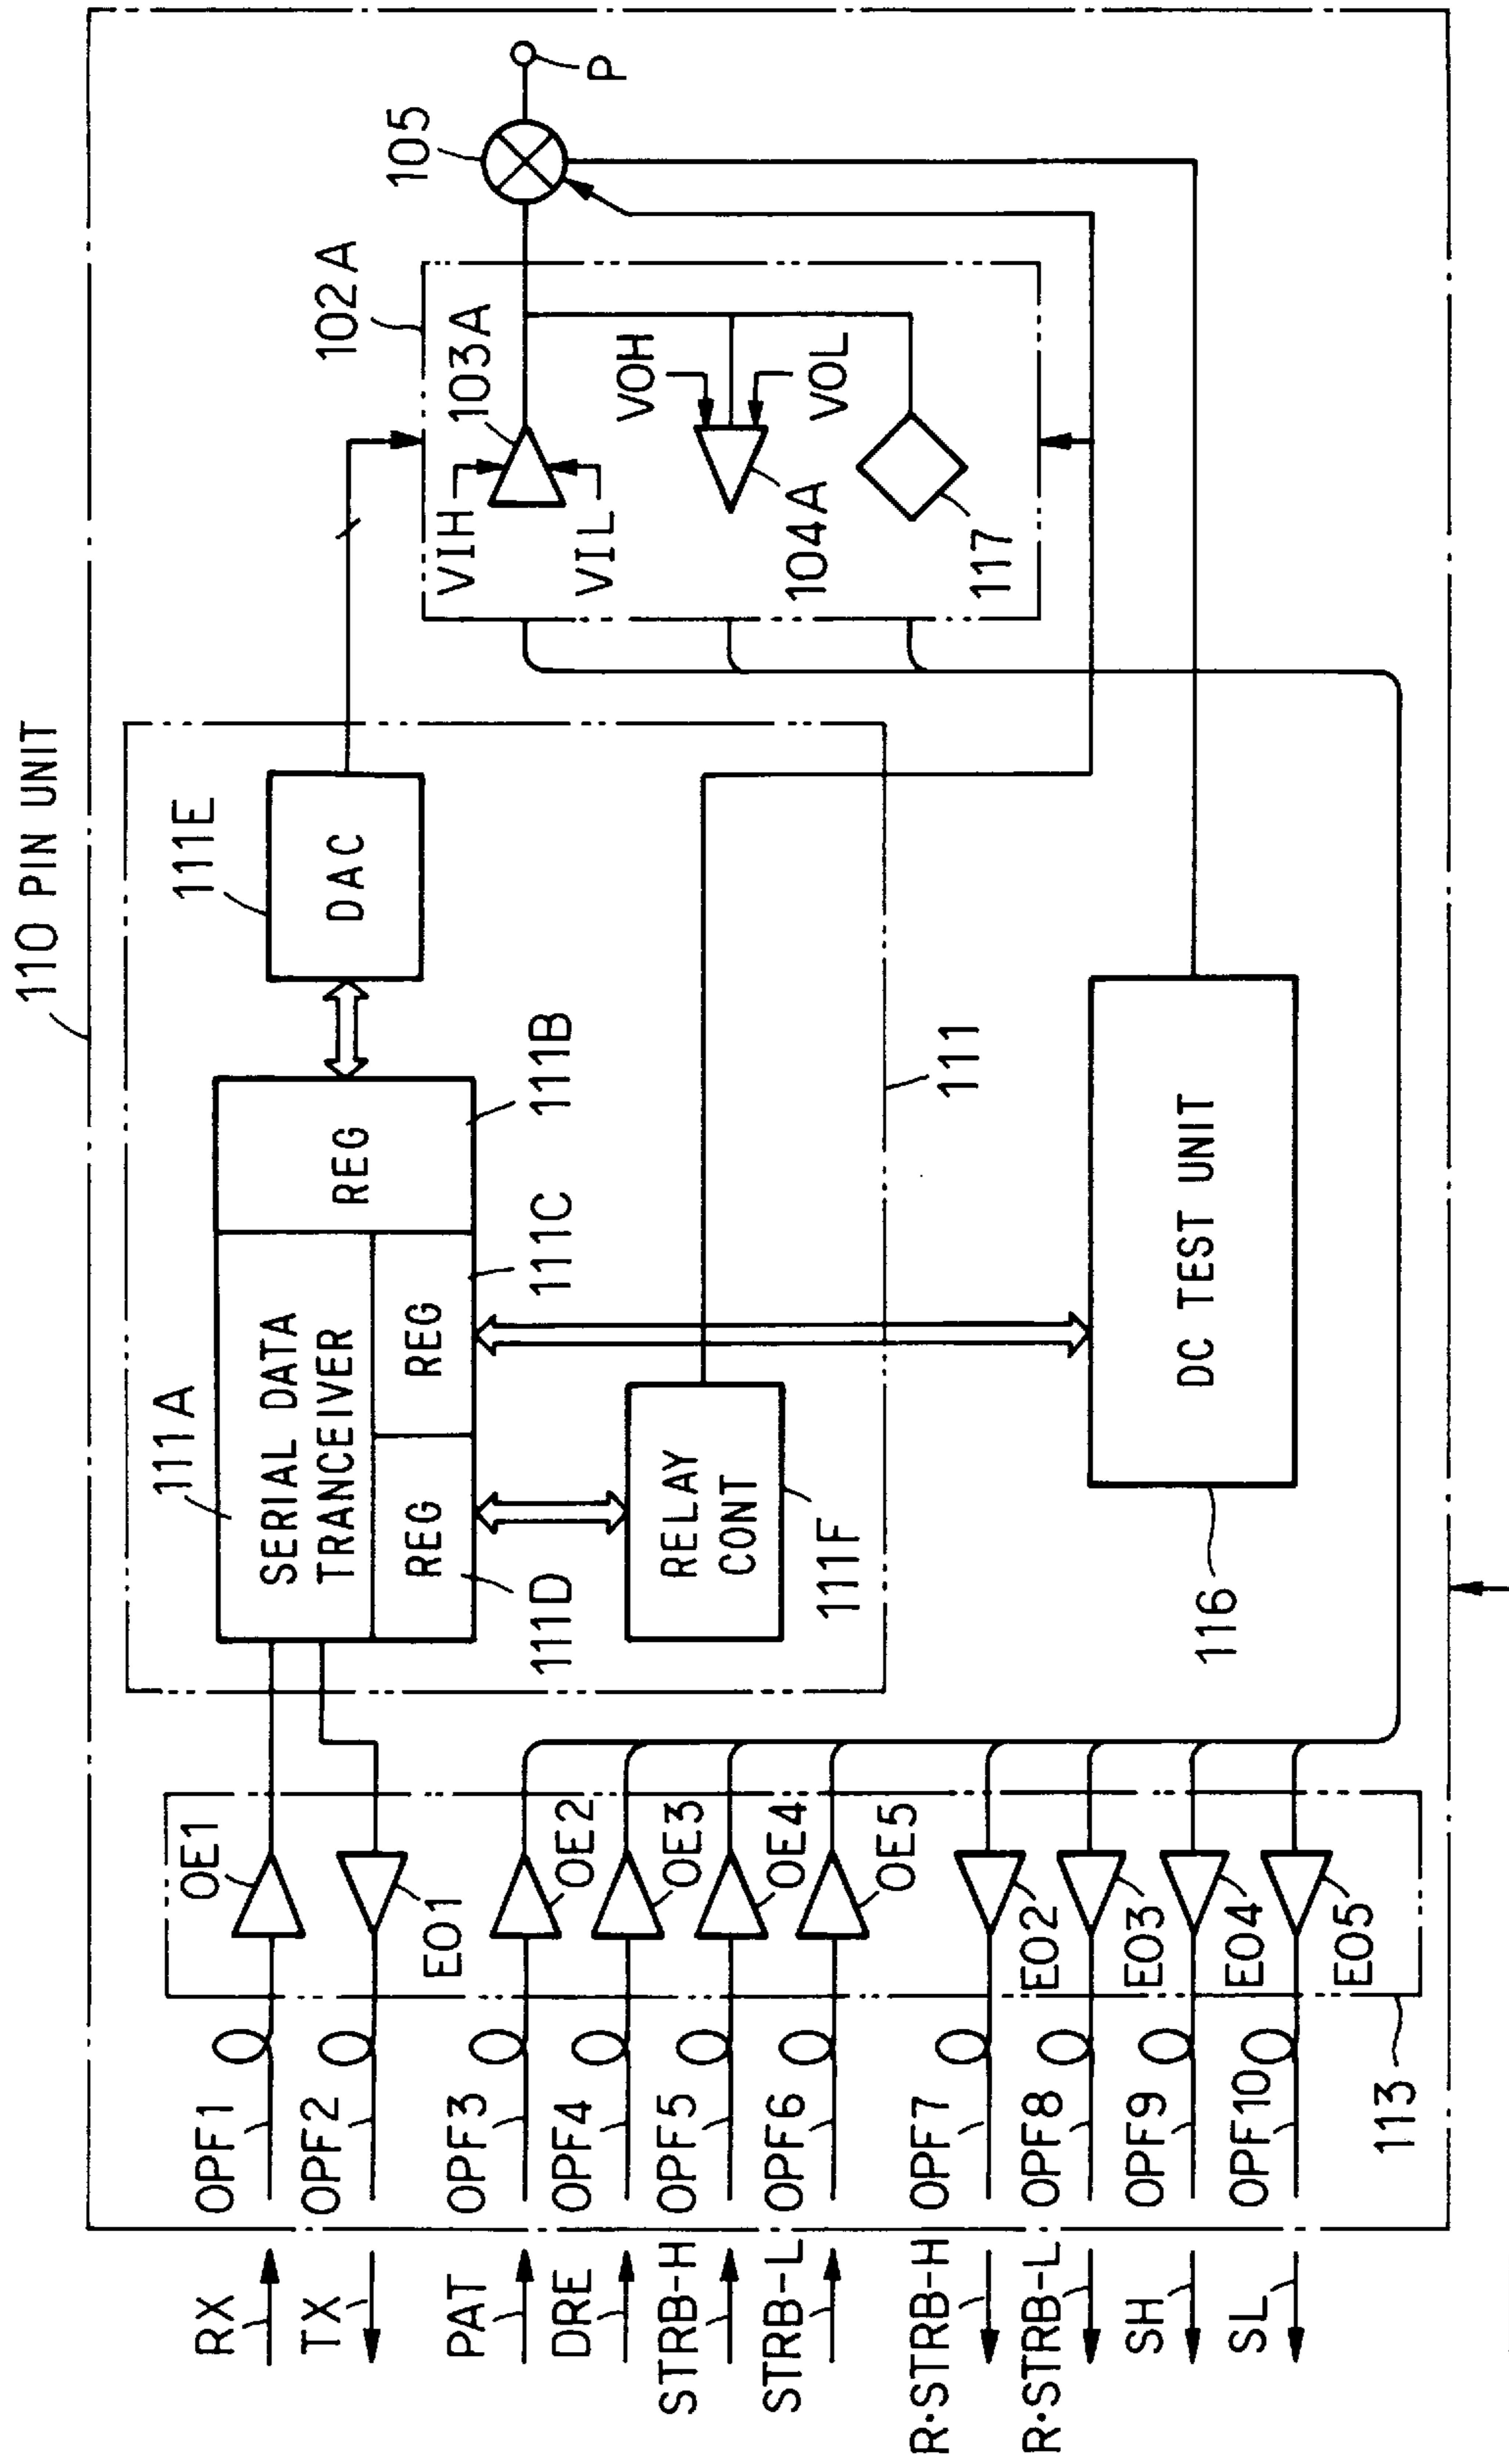 110 PIN UNIT
RX
OPF1
OE1
TX
OPF2
EO1
PAT
OPF3
OE2
DRE
OPF4
OE3
STRB-H
OPF5
OE4
STRB-L
OPF6
OE5
R·STRB-H
OPF7
EO2
R·STRB-L
OPF8
EO3
SH
OPF9
EO4
SL
OPF10
EO5
113
111A
SERIAL DATA
TRANCEIVER
REG
111B
REG
111C
REG
111D
111E
DAC
RELAY
CONT
111F
111
DC TEST UNIT
116
102A
VIH
103A
VIL
VOH
104A
VOL
117
105
P